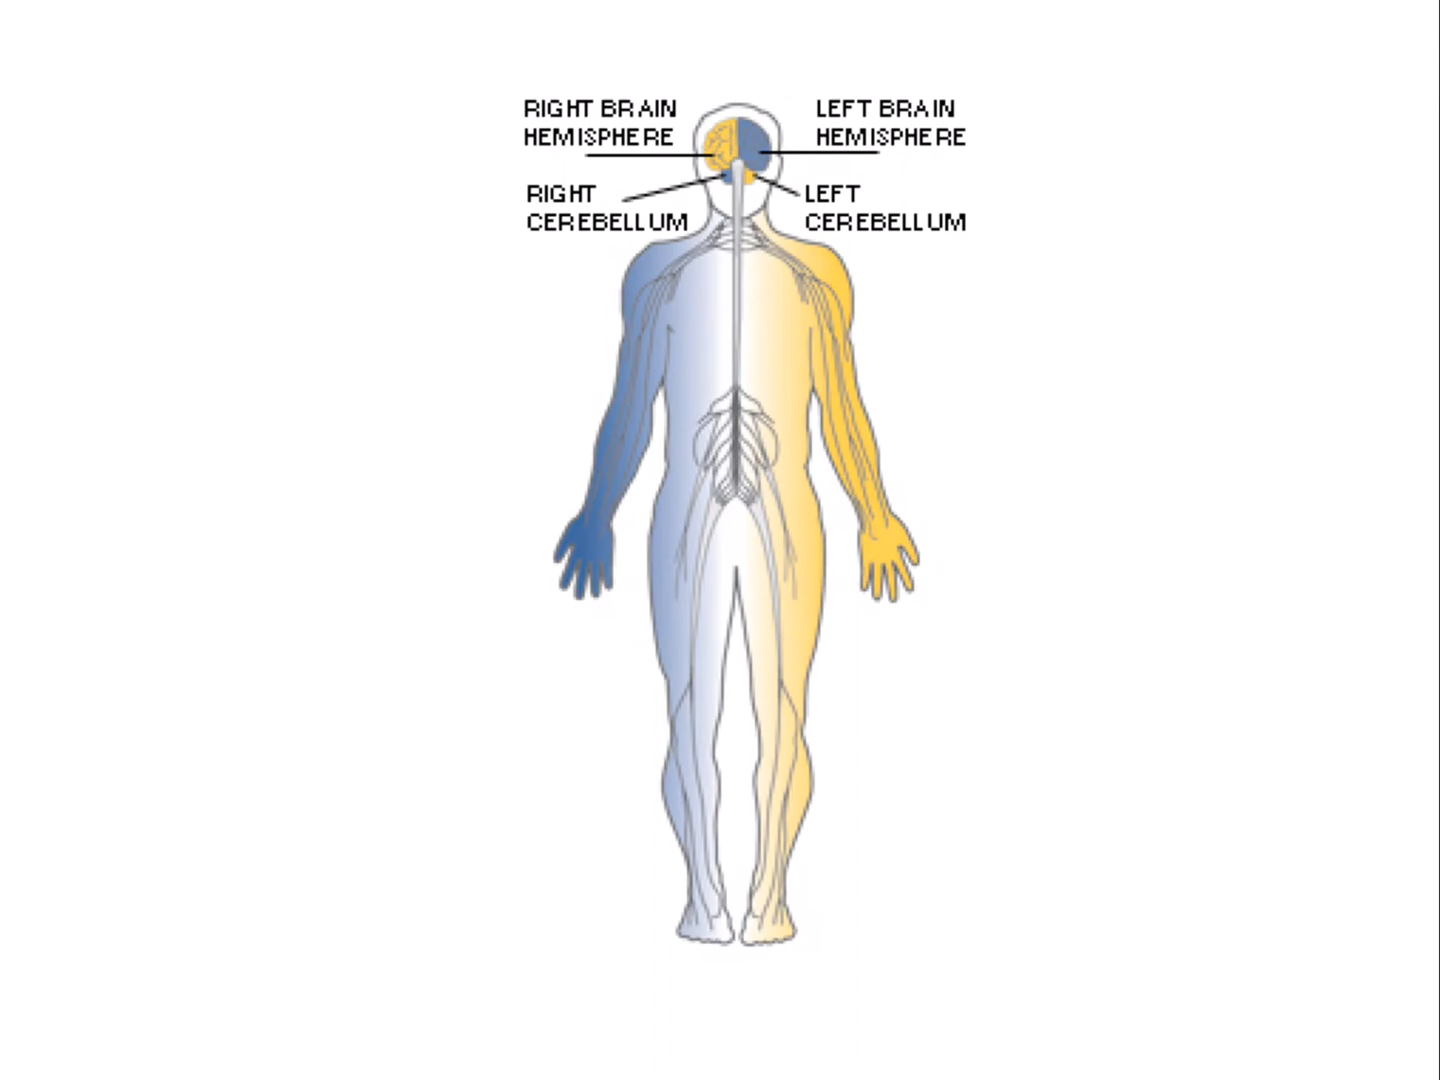 RIGHT BRAIN
HEMISPHERE
LEFT BRAIN
HEMISPHERE
RIGHT
CEREBELLUM
LEFT
CEREBELLUM